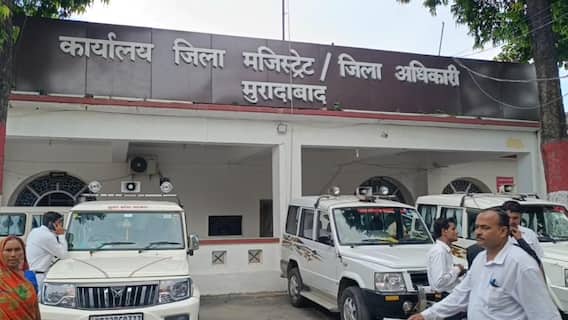 कार्यालय जिला मजिस्ट्रेट/जिला अधिकारी
मुरादाबाद